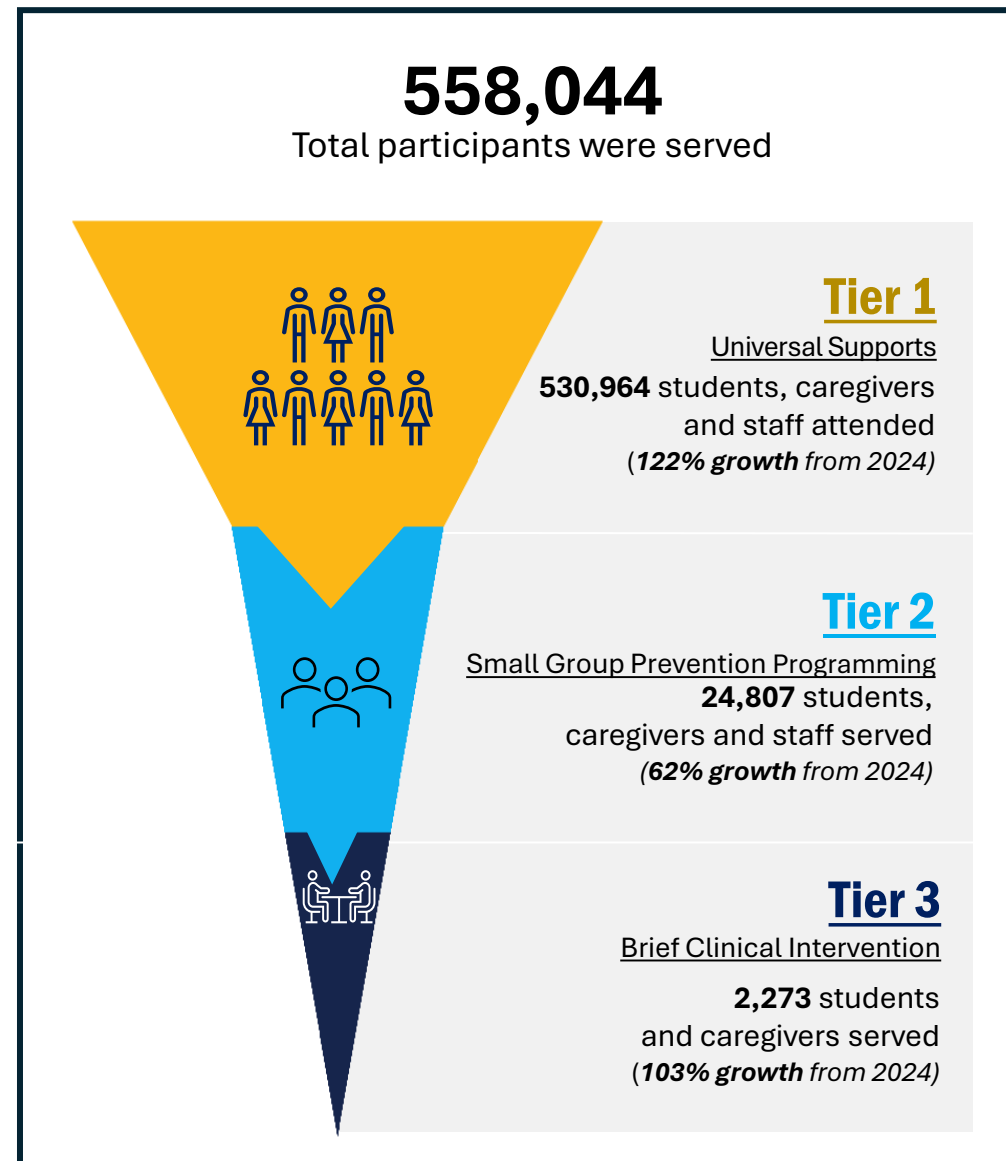 558,044
Total participants were served
Tier 1
Universal Supports
530,964 students, caregivers
and staff attended
(122% growth from 2024)
Tier 2
Small Group Prevention Programming
24,807 students,
caregivers and staff served
(62% growth from 2024)
Tier 3
Brief Clinical Intervention
2,273 students
and caregivers served
(103% growth from 2024)